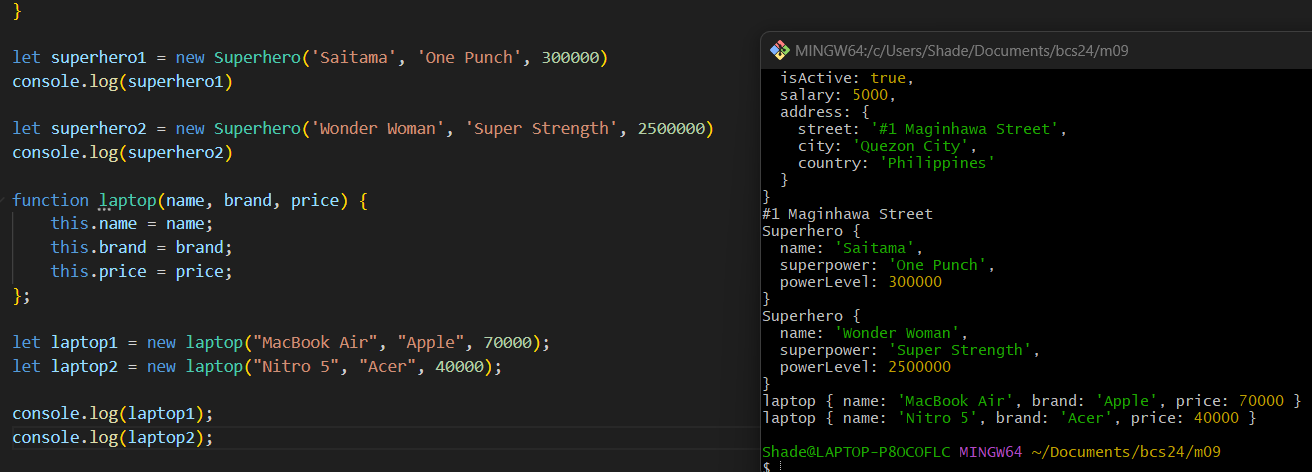 }
let superhero1 = new Superhero('Saitama', 'One Punch', 300000)
console.log(superhero1)
let superhero2 = new Superhero('Wonder Woman', 'Super Strength', 2500000)
console.log(superhero2)
function laptop(name, brand, price) {
    this.name = name;
    this.brand = brand;
    this.price = price;
};
let laptop1 = new laptop("MacBook Air", "Apple", 70000);
let laptop2 = new laptop("Nitro 5", "Acer", 40000);
console.log(laptop1);
console.log(laptop2);
MINGW64:/c/Users/Shade/Documents/bcs24/m09
  isActive: true,
  salary: 5000,
  address: {
    street: '#1 Maginhawa Street',
    city: 'Quezon City',
    country: 'Philippines'
  }
}
#1 Maginhawa Street
Superhero {
  name: 'Saitama',
  superpower: 'One Punch',
  powerLevel: 300000
}
Superhero {
  name: 'Wonder Woman',
  superpower: 'Super Strength',
  powerLevel: 2500000
}
laptop { name: 'MacBook Air', brand: 'Apple', price: 70000 }
laptop { name: 'Nitro 5', brand: 'Acer', price: 40000 }
Shade@LAPTOP-P8OCOFLC MINGW64 ~/Documents/bcs24/m09
$